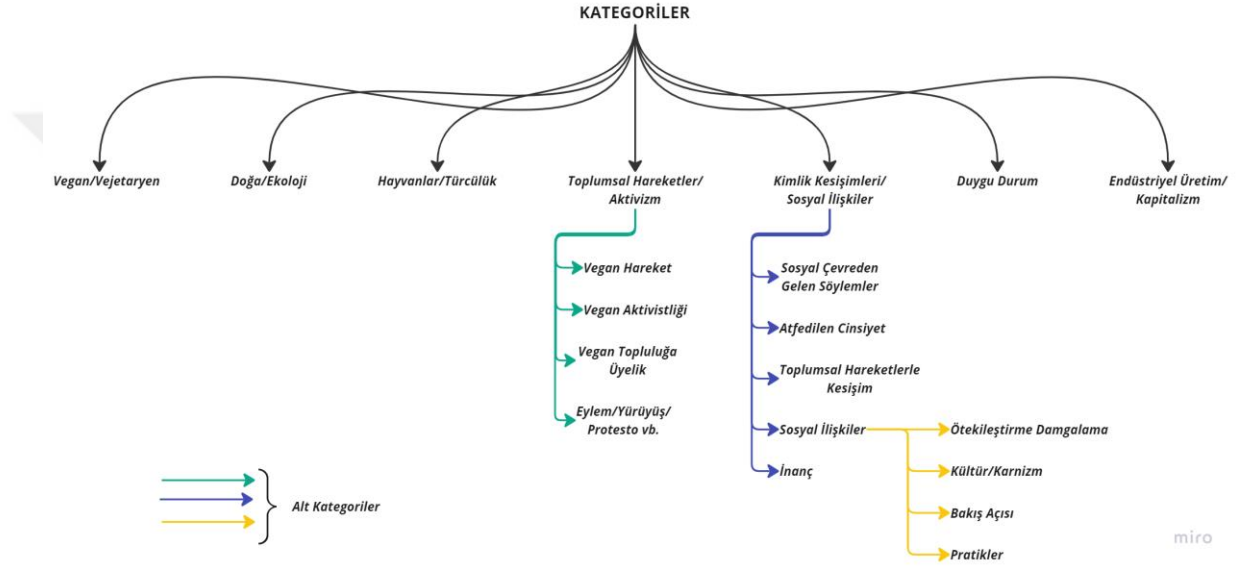 KATEGORİLER
Vegan/Vejetaryen
Doğa/Ekoloji
Hayvanlar/Türcülük
Toplumsal Hareketler/
Aktivizm
Kimlik Kesişimleri/
Sosyal İlişkiler
Duygu Durum
Endüstriyel Üretim/
Kapitalizm
Vegan Hareket
Vegan Aktivistliği
Vegan Topluluğa
Üyelik
Eylem/Yürüyüş/
Protesto vb.
Sosyal Çevreden
Gelen Söylemler
Atfedilen Cinsiyet
Toplumsal Hareketlerle
Kesişim
Sosyal İlişkiler
İnanç
Ötekileştirme Damgalama
Kültür/Karnizm
Bakış Açısı
Pratikler
Alt Kategoriler
miro